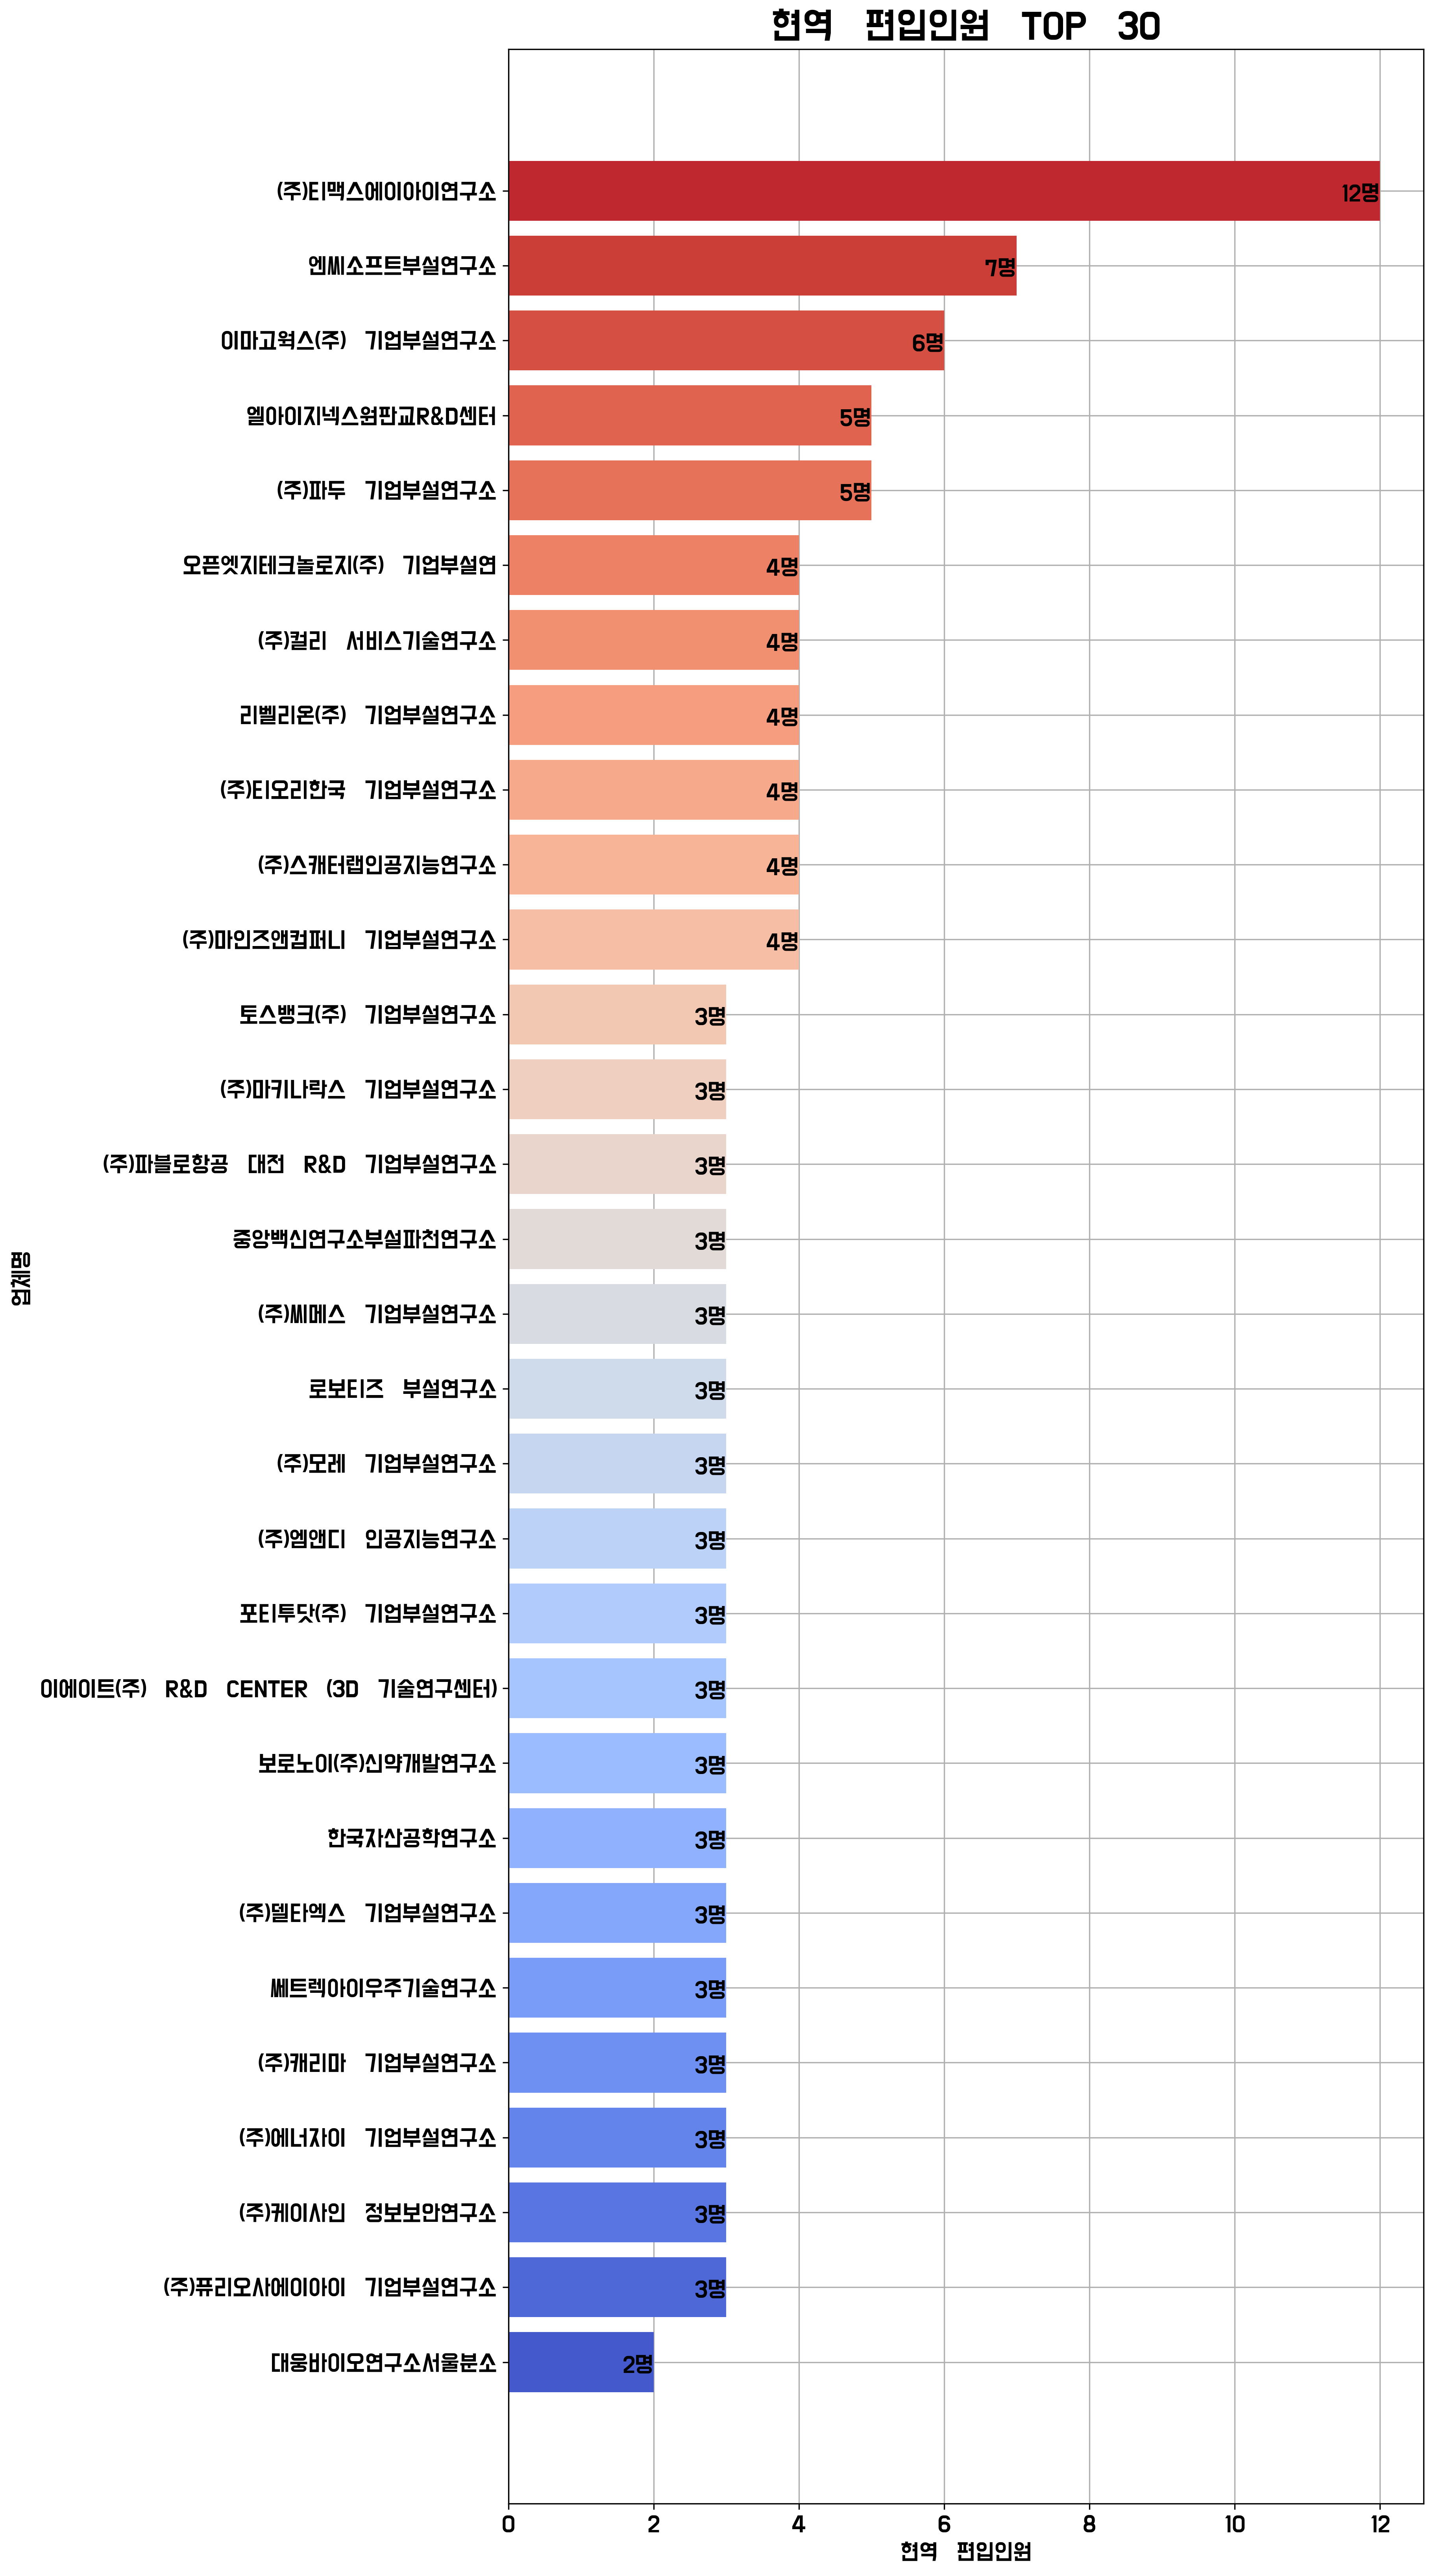 현역 편입인원 TOP 30
(주)티맥스에이아이연구소 12명
엔씨소프트부설연구소 7명
이마고웍스(주) 기업부설연구소 6명
엘아이지넥스원판교R&D센터 5명
(주)파두 기업부설연구소 5명
오픈엣지테크놀로지(주) 기업부설연 4명
(주)컬리 서비스기술연구소 4명
리벨리온(주) 기업부설연구소 4명
(주)티오리한국 기업부설연구소 4명
(주)스캐터랩인공지능연구소 4명
(주)마인즈앤컴퍼니 기업부설연구소 4명
토스뱅크(주) 기업부설연구소 3명
(주)마키나락스 기업부설연구소 3명
(주)파블로항공 대전 R&D 기업부설연구소 3명
중앙백신연구소부설파천연구소 3명
(주)씨메스 기업부설연구소 3명
로보티즈 부설연구소 3명
(주)모레 기업부설연구소 3명
(주)엠앤디 인공지능연구소 3명
포티투닷(주) 기업부설연구소 3명
이에이트(주) R&D CENTER (3D 기술연구센터) 3명
보로노이(주)신약개발연구소 3명
한국자산공학연구소 3명
(주)델타엑스 기업부설연구소 3명
쎄트렉아이우주기술연구소 3명
(주)캐리마 기업부설연구소 3명
(주)에너자이 기업부설연구소 3명
(주)케이사인 정보보안연구소 3명
(주)퓨리오사에이아이 기업부설연구소 3명
대웅바이오연구소서울분소 2명
업체명
0 2 4 6 8 10 12
현역 편입인원